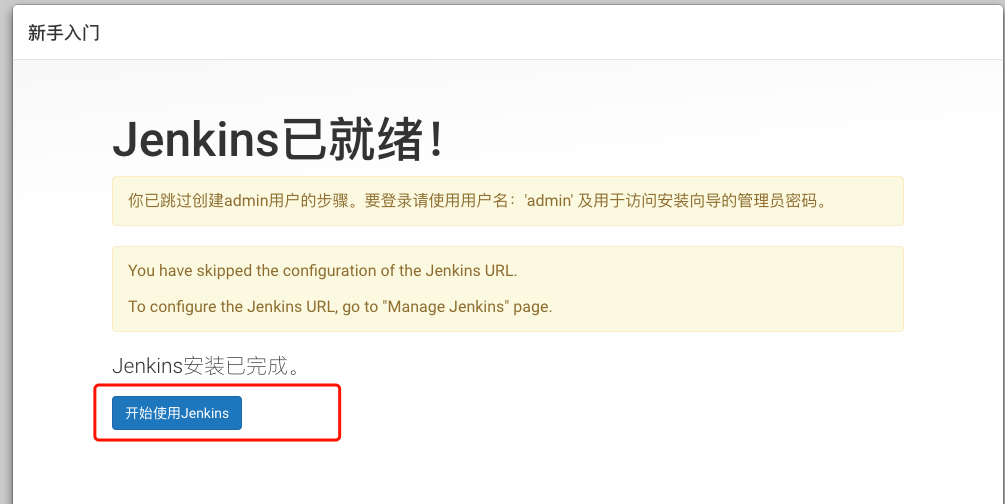 新手入门
Jenkins已就绪！
你已跳过创建admin用户的步骤。要登录请使用用户名：'admin' 及用于访问安装向导的管理员密码。
You have skipped the configuration of the Jenkins URL.
To configure the Jenkins URL, go to "Manage Jenkins" page.
Jenkins安装已完成。
开始使用Jenkins